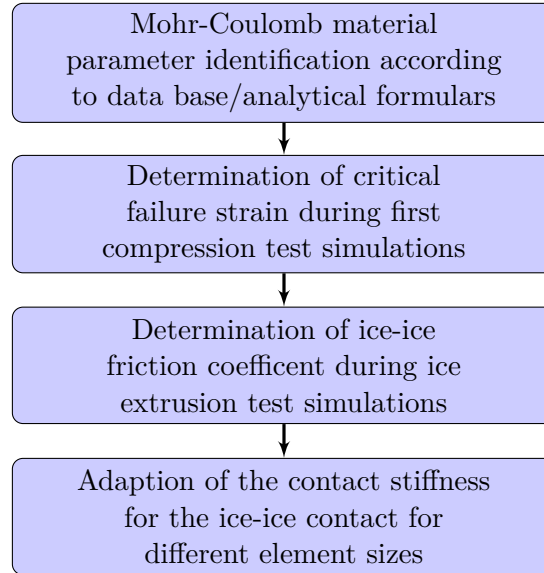 Mohr-Coulomb material
parameter identification according
to data base/analytical formulars
Determination of critical
failure strain during first
compression test simulations
Determination of ice-ice
friction coefficent during ice
extrusion test simulations
Adaption of the contact stiffness
for the ice-ice contact for
different element sizes